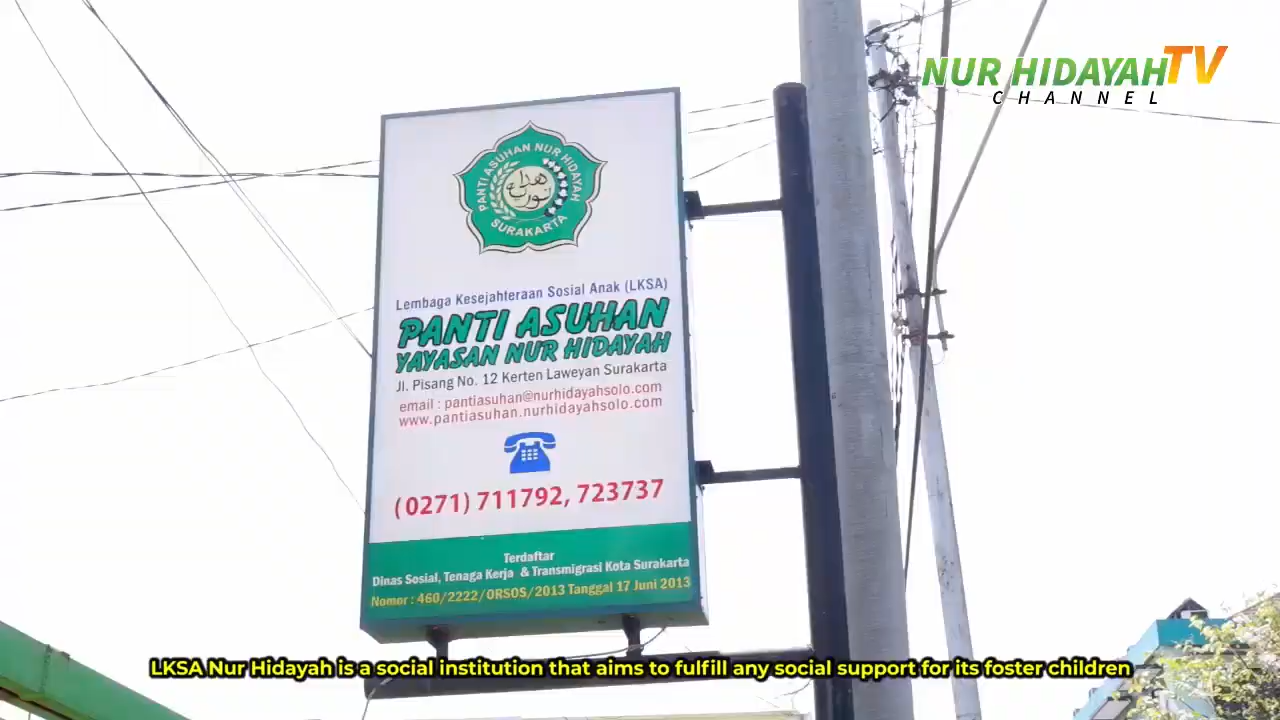 NUR HIDAYAH TV
CHANNEL
PANTI ASUHAN NUR HIDAYAH
SURAKARTA
Lembaga Kesejahteraan Sosial Anak (LKSA)
PANTI ASUHAN
YAYASAN NUR HIDAYAH
Jl. Pisang No. 12 Kerten Laweyan Surakarta
email : pantiasuhan@nurhidayahsolo.com
www.pantiasuhan.nurhidayahsolo.com
(0271) 711792, 723737
Terdaftar
Dinas Sosial, Tenaga Kerja & Transmigrasi Kota Surakarta
Nomor : 460/2222/ORSOS/2013 Tanggal 17 Juni 2013
LKSA Nur Hidayah is a social institution that aims to fulfill any social support for its foster children